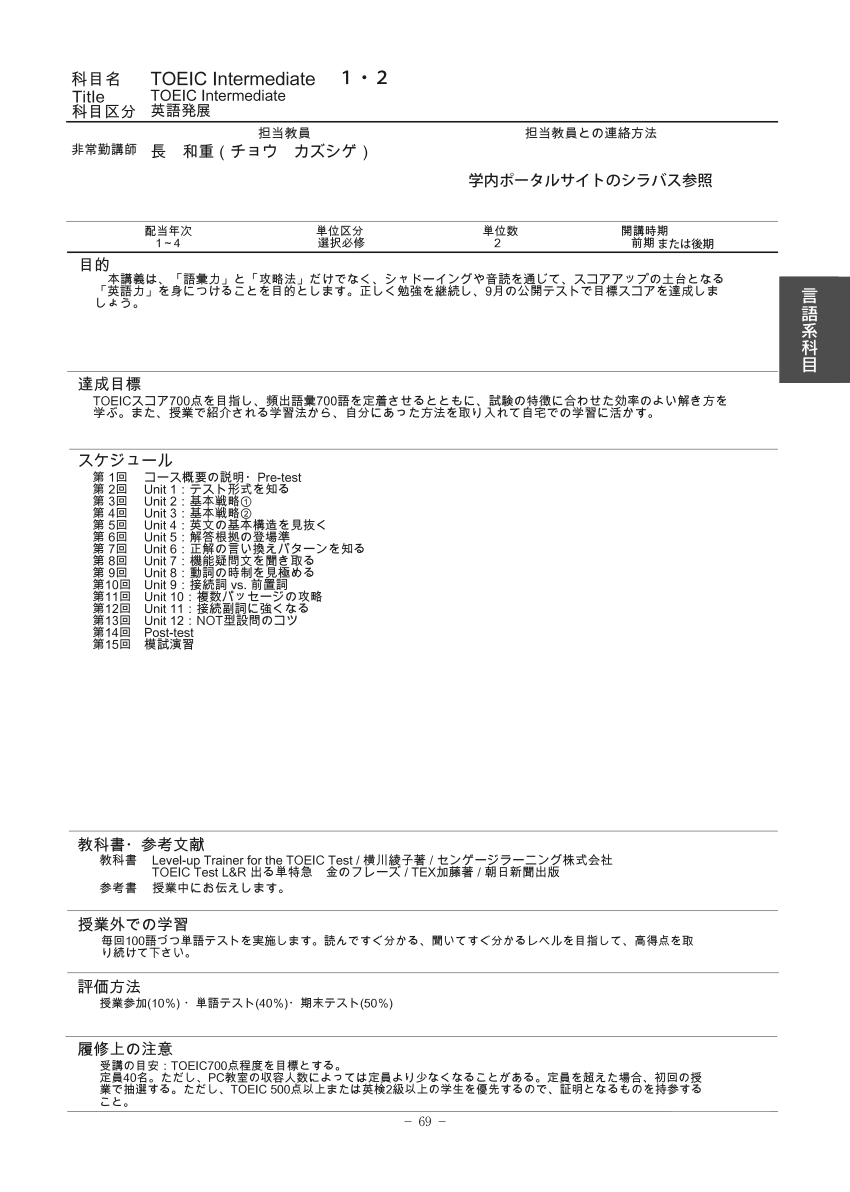 科目名 TOEIC Intermediate 1・2
Title TOEIC Intermediate
科目区分 英語発展
担当教員 担当教員との連絡方法
非常勤講師 長 和重(チョウ カズシゲ)
学内ポータルサイトのシラバス参照
配当年次 単位区分 単位数 開講時期
1~4 選択必修 2 前期 または後期
目的
本講義は、「語彙力」と「攻略法」だけでなく、シャドーイングや音読を通じて、スコアアップの土台となる
「英語力」を身につけることを目的とします。正しく勉強を継続し、9月の公開テストで目標スコアを達成しま
しょう。
言語系科目
達成目標
TOEICスコア700点を目指し、頻出語彙700語を定着させるとともに、試験の特徴に合わせた効率のよい解き方を
学ぶ。また、授業で紹介される学習法から、自分にあった方法を取り入れて自宅での学習に活かす。
スケジュール
第 1回 コース概要の説明・Pre-test
第 2回 Unit 1:テスト形式を知る
第 3回 Unit 2:基本戦略①
第 4回 Unit 3:基本戦略②
第 5回 Unit 4:英文の基本構造を見抜く
第 6回 Unit 5:解答根拠の登場準
第 7回 Unit 6:正解の言い換えパターンを知る
第 8回 Unit 7:機能疑問文を聞き取る
第 9回 Unit 8:動詞の時制を見極める
第10回 Unit 9:接続詞 vs. 前置詞
第11回 Unit 10:複数パッセージの攻略
第12回 Unit 11:接続副詞に強くなる
第13回 Unit 12:NOT型設問のコツ
第14回 Post-test
第15回 模試演習
教科書・参考文献
教科書 Level-up Trainer for the TOEIC Test / 横川綾子著 / センゲージラーニング株式会社
TOEIC Test L&R 出る単特急 金のフレーズ / TEX加藤著 / 朝日新聞出版
参考書 授業中にお伝えします。
授業外での学習
毎回100語づつ単語テストを実施します。読んですぐ分かる、聞いてすぐ分かるレベルを目指して、高得点を取
り続けて下さい。
評価方法
授業参加(10%)・単語テスト(40%)・期末テスト(50%)
履修上の注意
受講の目安:TOEIC700点程度を目標とする。
定員40名。ただし、PC教室の収容人数によっては定員より少なくなることがある。定員を超えた場合、初回の授
業で抽選する。ただし、TOEIC 500点以上または英検2級以上の学生を優先するので、証明となるものを持参する
こと。
− 69 −